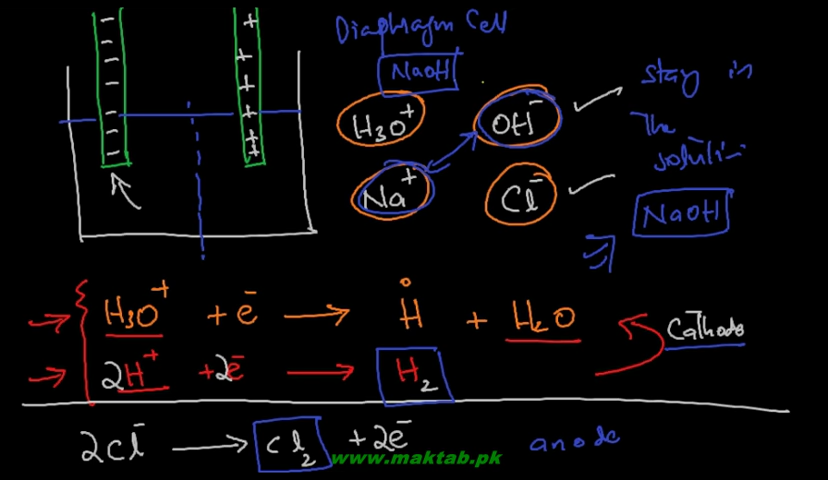 Diaphragm Cell
NaOH
H₃O⁺ OH⁻ stay in
Na⁺ Cl⁻ The
solution
NaOH
H₃O⁺ + e⁻ → H° + H₂O Cathode
2H⁺ + 2e⁻ → H₂
2Cl⁻ → Cl₂ + 2e⁻ anode
www.maktab.pk